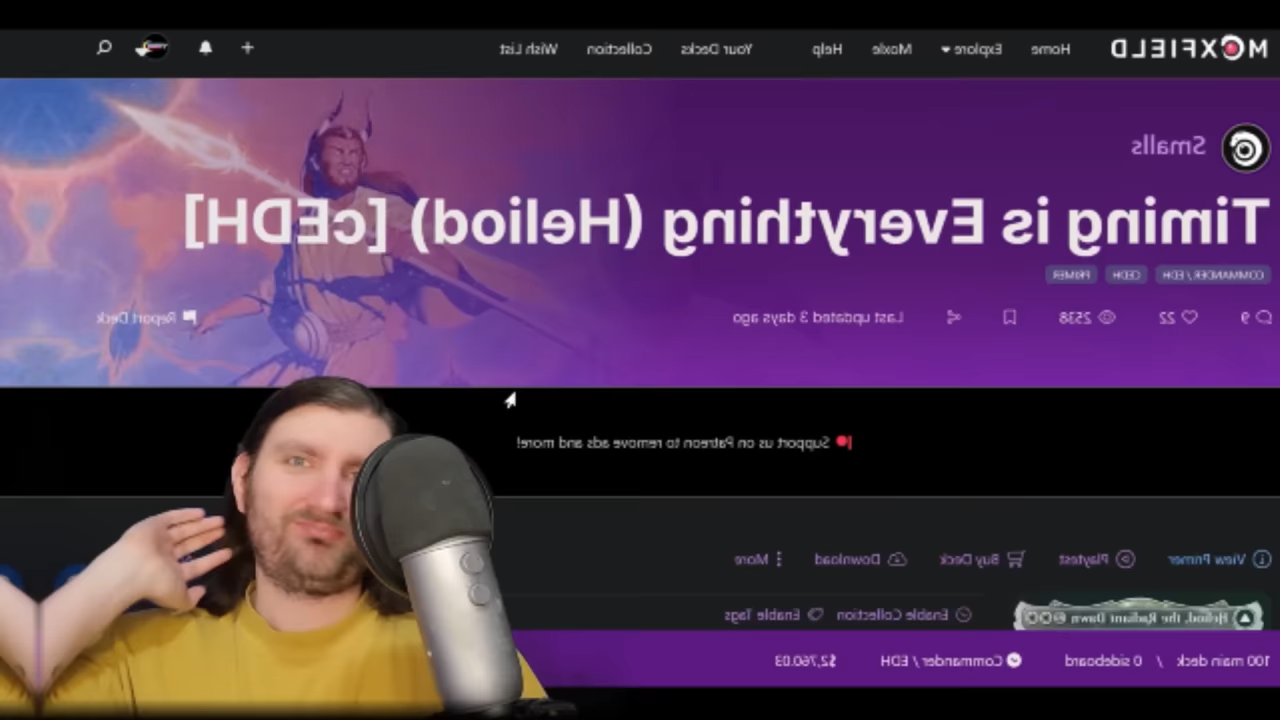 MOXFIELD Home Explore Moxle Help Your Decks Collection Wish List
Smalls
Timing is Everything (Heliod) [cEDH]
COMMANDER / EDH CEDH PRIMER
9 22 2538 Last updated 3 days ago Report Deck
Support us on Patreon to remove ads and more!
View Primer Playtest Buy Deck Download More
Heliod, the Radiant Dawn Enable Collection Enable Tags
100 main deck / 0 sideboard Commander / EDH $2,760.03